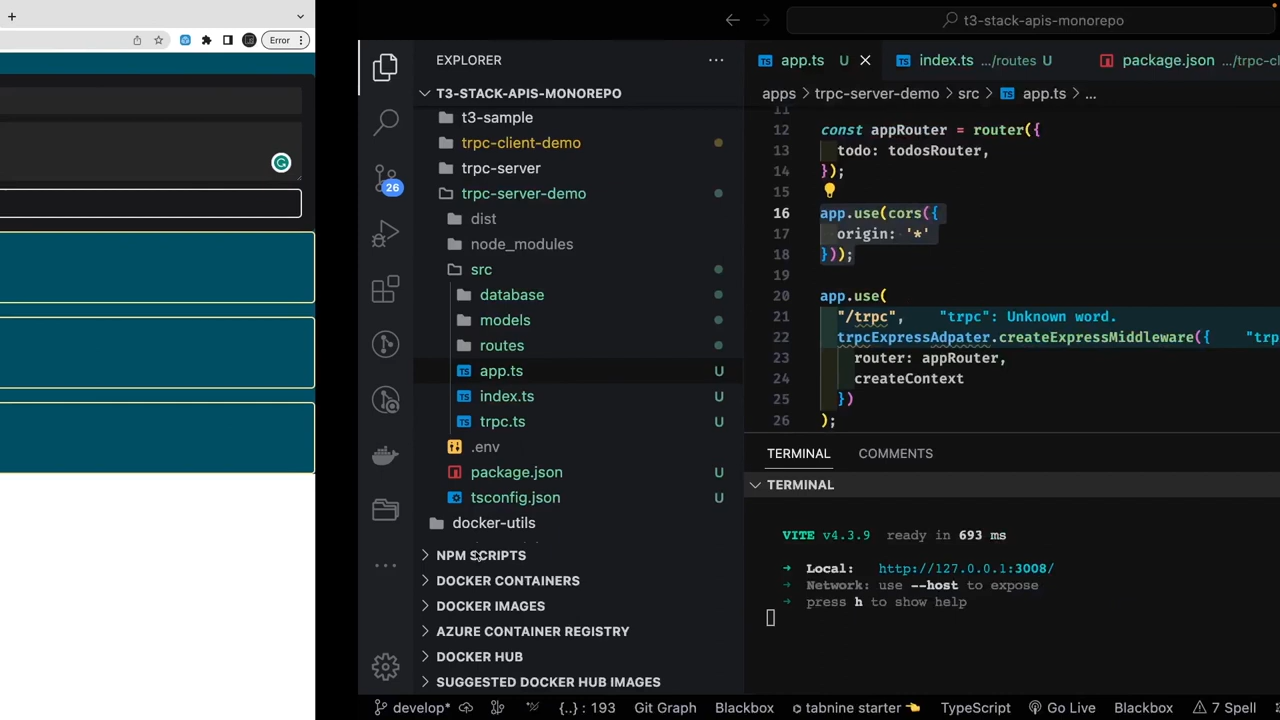 Error
t3-stack-apis-monorepo
EXPLORER
T3-STACK-APIS-MONOREPO
t3-sample
trpc-client-demo
trpc-server
trpc-server-demo
dist
node_modules
src
database
models
routes
app.ts U
index.ts U
trpc.ts U
.env
package.json U
tsconfig.json U
docker-utils
NPM SCRIPTS
DOCKER CONTAINERS
DOCKER IMAGES
AZURE CONTAINER REGISTRY
DOCKER HUB
SUGGESTED DOCKER HUB IMAGES
26
TS app.ts U
TS index.ts .../routes U
package.json .../trpc-cl
apps > trpc-server-demo > src > TS app.ts > ...
11
12 const appRouter = router({
13 todo: todosRouter,
14 });
15
16 app.use(cors({
17 origin: '*'
18 }));
19
20 app.use(
21 "/trpc", "trpc": Unknown word.
22 trpcExpressAdpater.createExpressMiddleware({ "trp
23 router: appRouter,
24 createContext
25 })
26 );
TERMINAL COMMENTS
TERMINAL
VITE v4.3.9 ready in 693 ms
➜ Local: http://127.0.0.1:3008/
➜ Network: use --host to expose
➜ press h to show help
develop* {..} : 193 Git Graph Blackbox tabnine starter 👈 TypeScript Go Live Blackbox 7 Spell